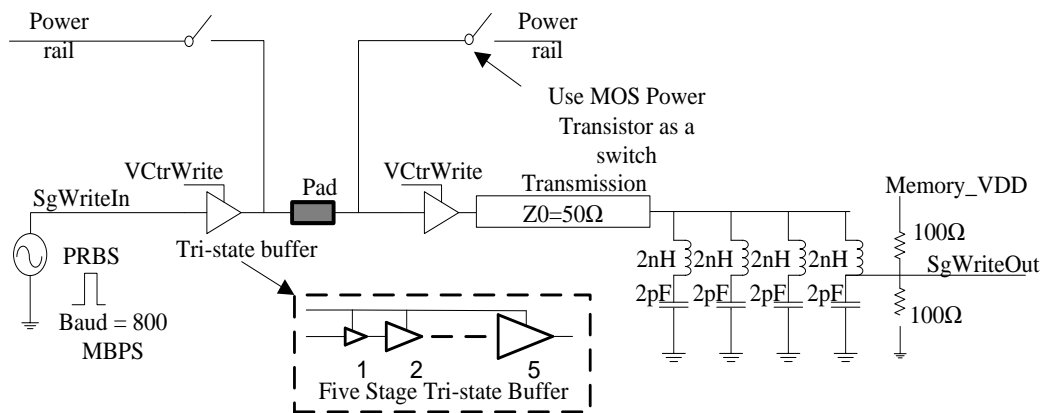 Power
rail
Power
rail
Use MOS Power
Transistor as a
switch
VCtrWrite
Pad
VCtrWrite
Transmission
Z0=50Ω
Memory_VDD
SgWriteIn
100Ω
2nH 2nH 2nH 2nH
SgWriteOut
Tri-state buffer
PRBS
2pF 2pF 2pF 2pF
100Ω
Baud = 800
MBPS
1 2 5
Five Stage Tri-state Buffer